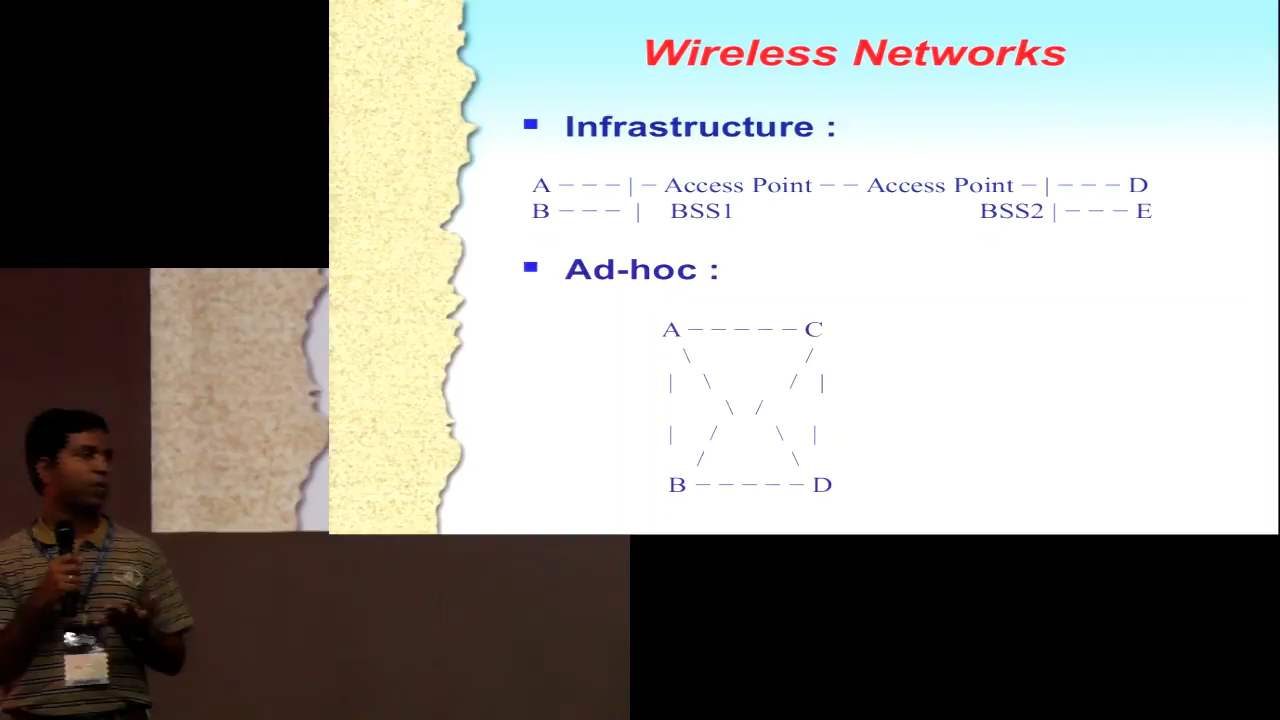 Wireless Networks
Infrastructure :
A – – – | – Access Point – – Access Point – | – – – D
B – – – | BSS1 BSS2 | – – – E
Ad-hoc :
A – – – – – C
\ /
| \ / |
\ /
| / \ |
/ \
B – – – – – D